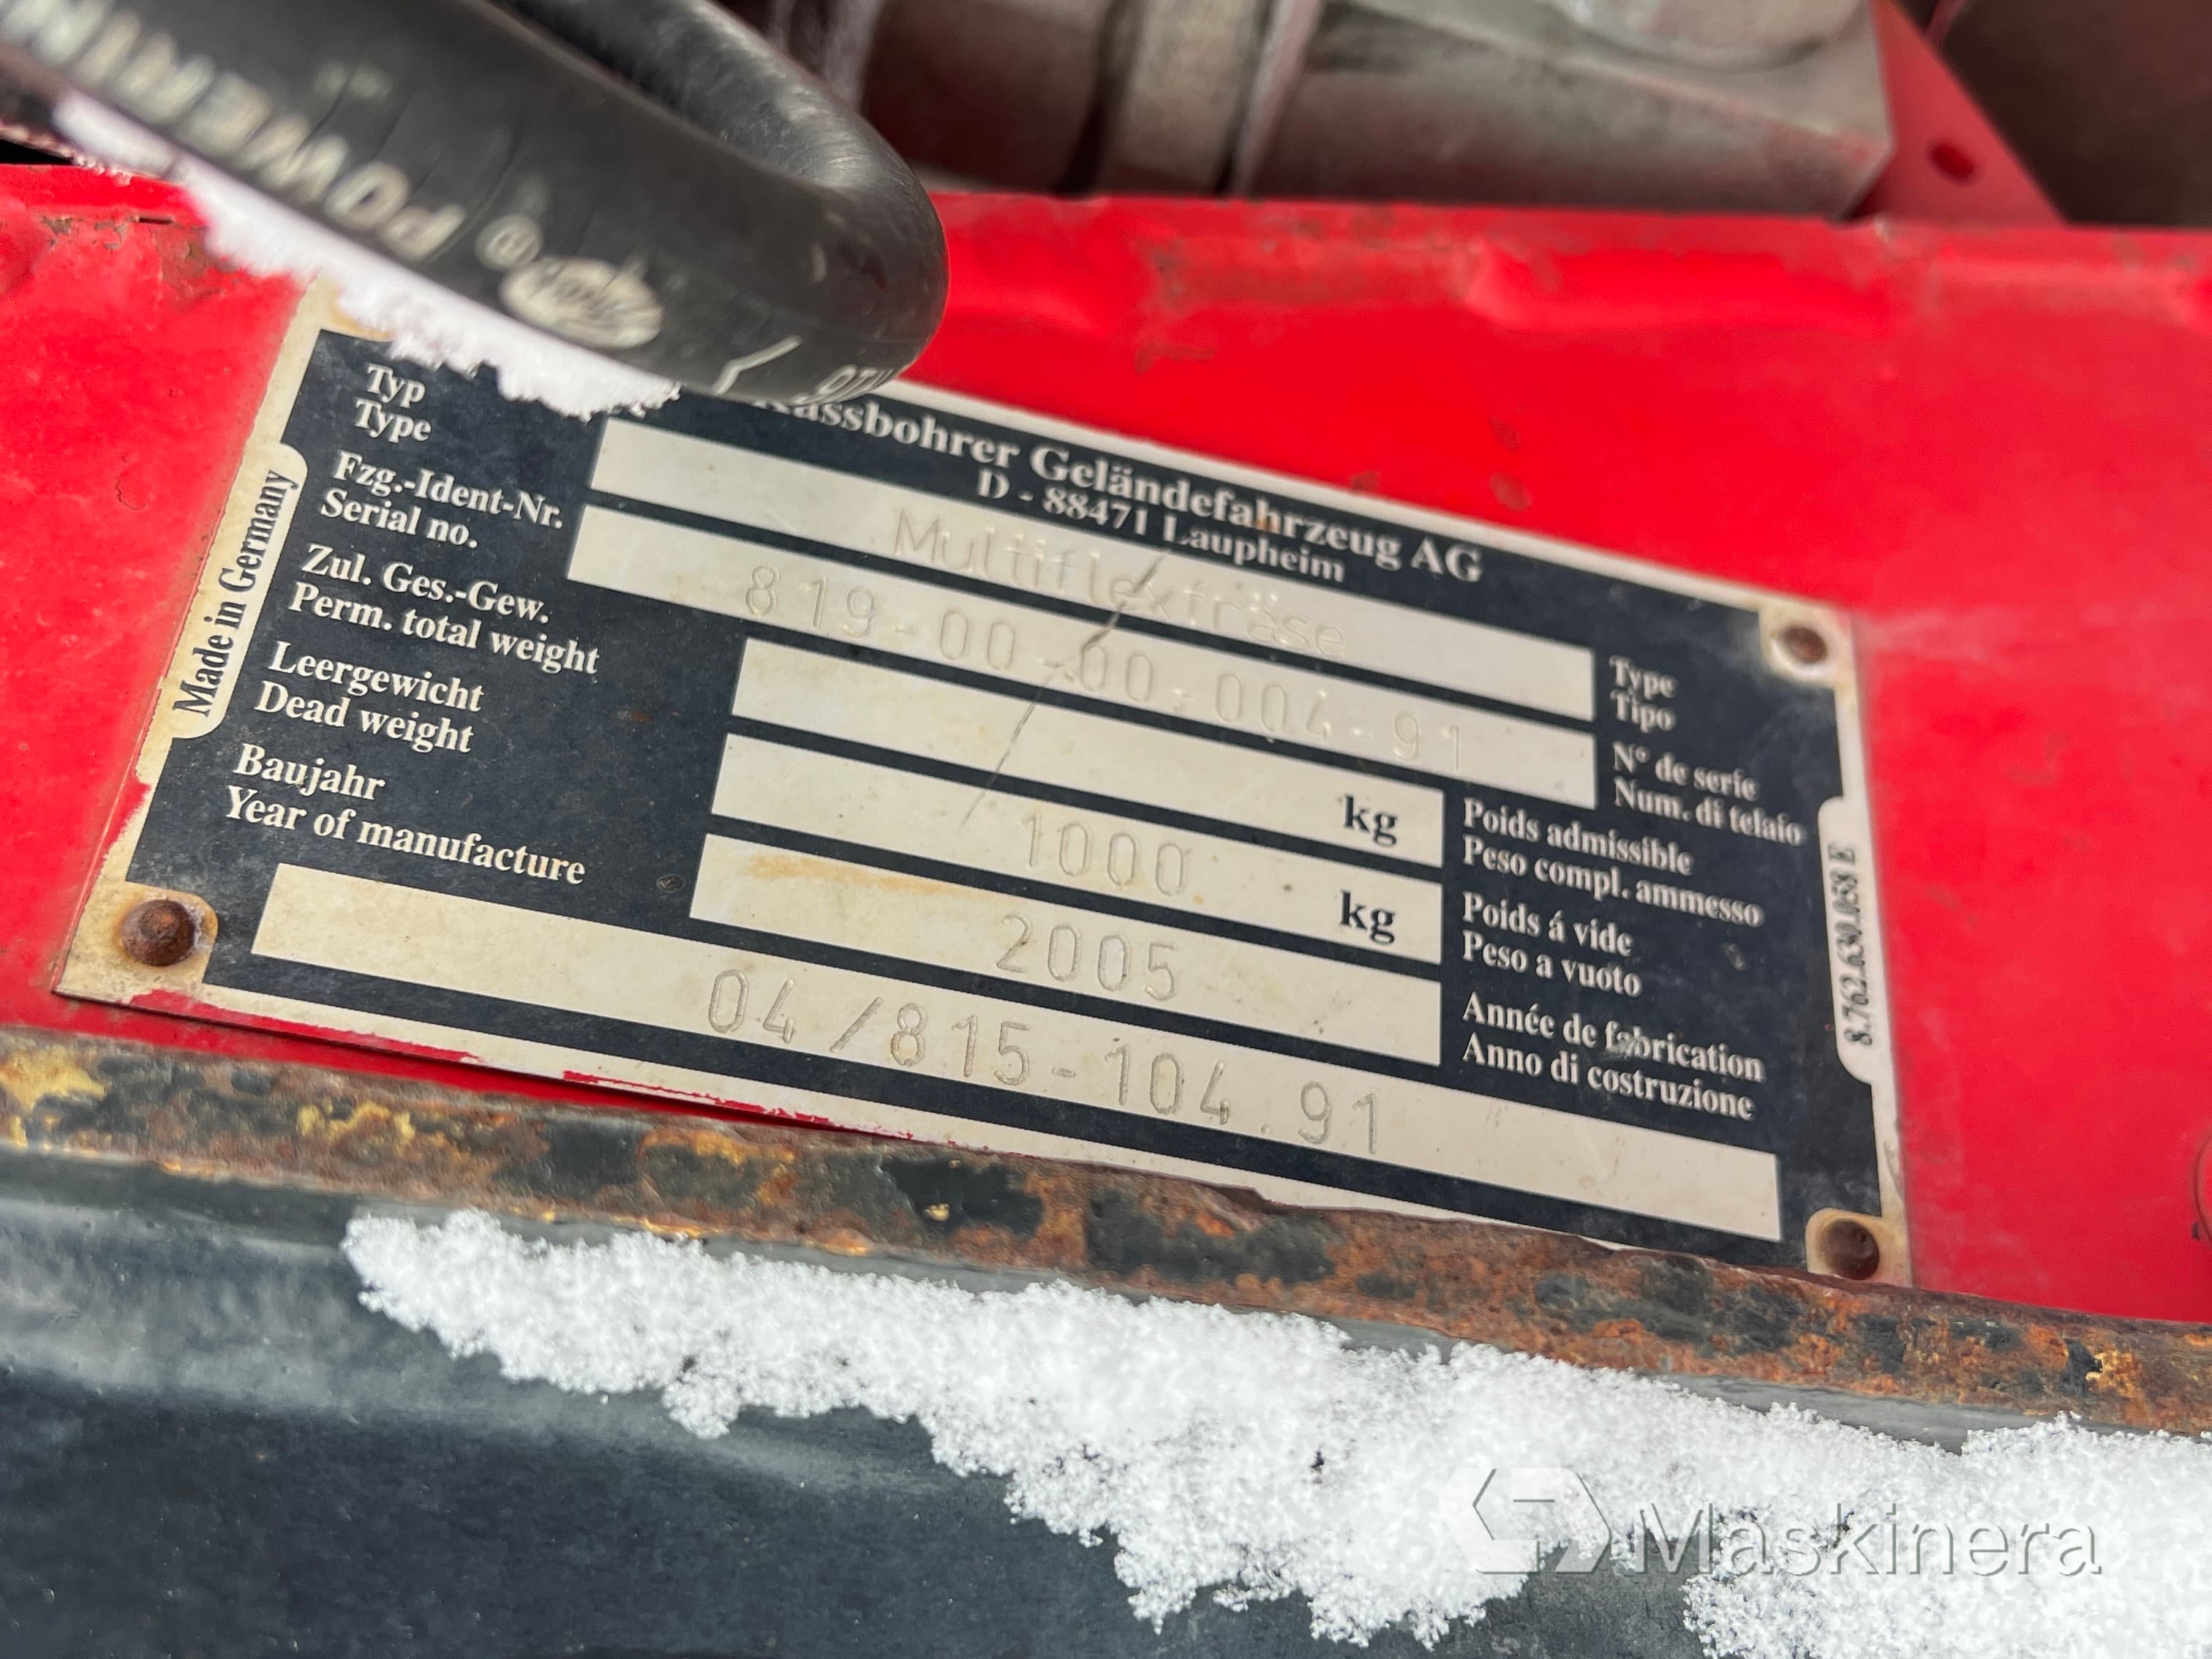 POWERIN
Kässbohrer Geländefahrzeug AG
D - 88471 Laupheim
Typ
Type
Multiflexfräse
Type
Tipo
Fzg.-Ident-Nr.
Serial no.
819-00-00-004-91
N° de serie
Num. di telaio
Zul. Ges.-Gew.
Perm. total weight
kg
Poids admissible
Peso compl. ammesso
Leergewicht
Dead weight
1000
kg
Poids á vide
Peso a vuoto
Baujahr
Year of manufacture
2005
Année de fabrication
Anno di costruzione
04/815-104.91
Made in Germany
8.762.630.058 E
Maskinera